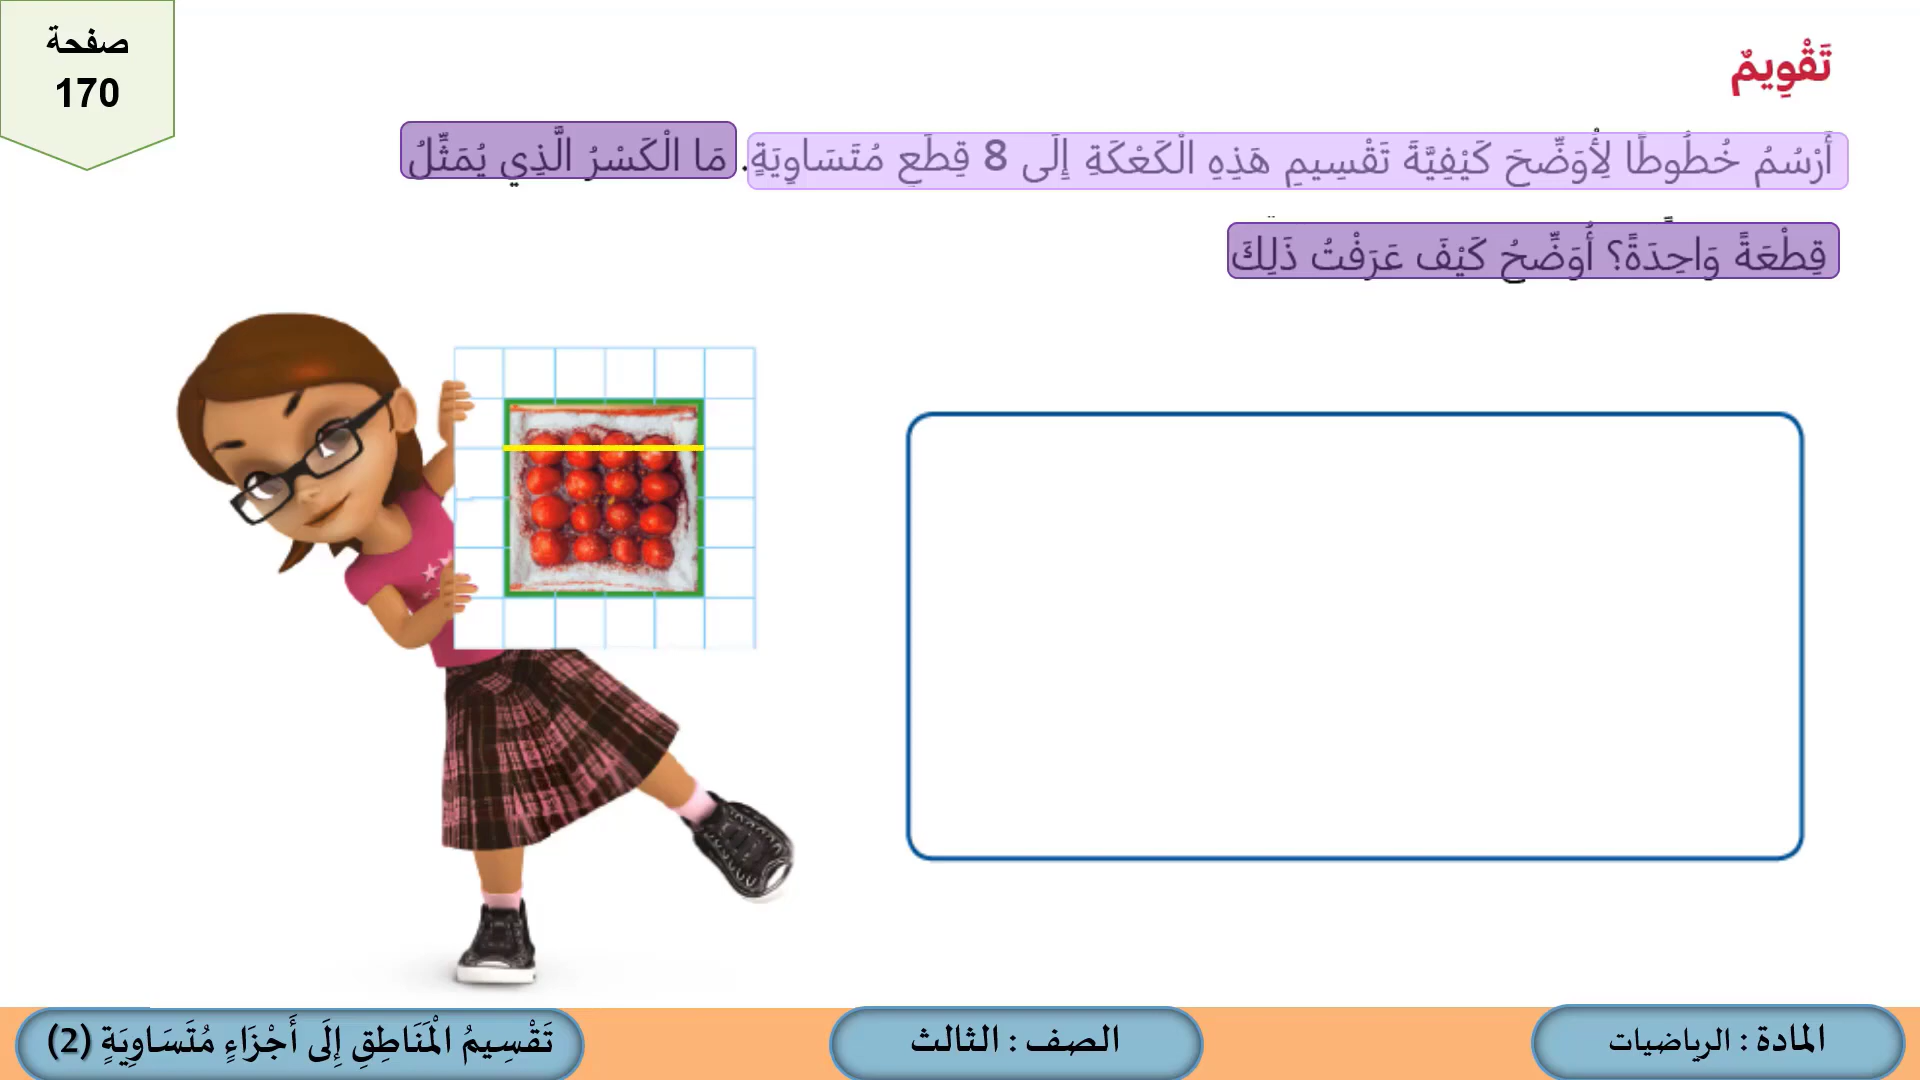 صفحة
170
تَقْوِيمٌ
أَرْسُمُ خُطُوطًا لِأُوَضِّحَ كَيْفِيَّةَ تَقْسِيمِ هَذِهِ الْكَعْكَةِ إِلَى 8 قِطَعٍ مُتَسَاوِيَةٍ. مَا الْكَسْرُ الَّذِي يُمَثِّلُ
قِطْعَةً وَاحِدَةً؟ أُوَضِّحُ كَيْفَ عَرَفْتُ ذَلِكَ
المادة : الرياضيات
الصف : الثالث
تَقْسِيمُ الْمَنَاطِقِ إِلَى أَجْزَاءٍ مُتَسَاوِيَةٍ (2)